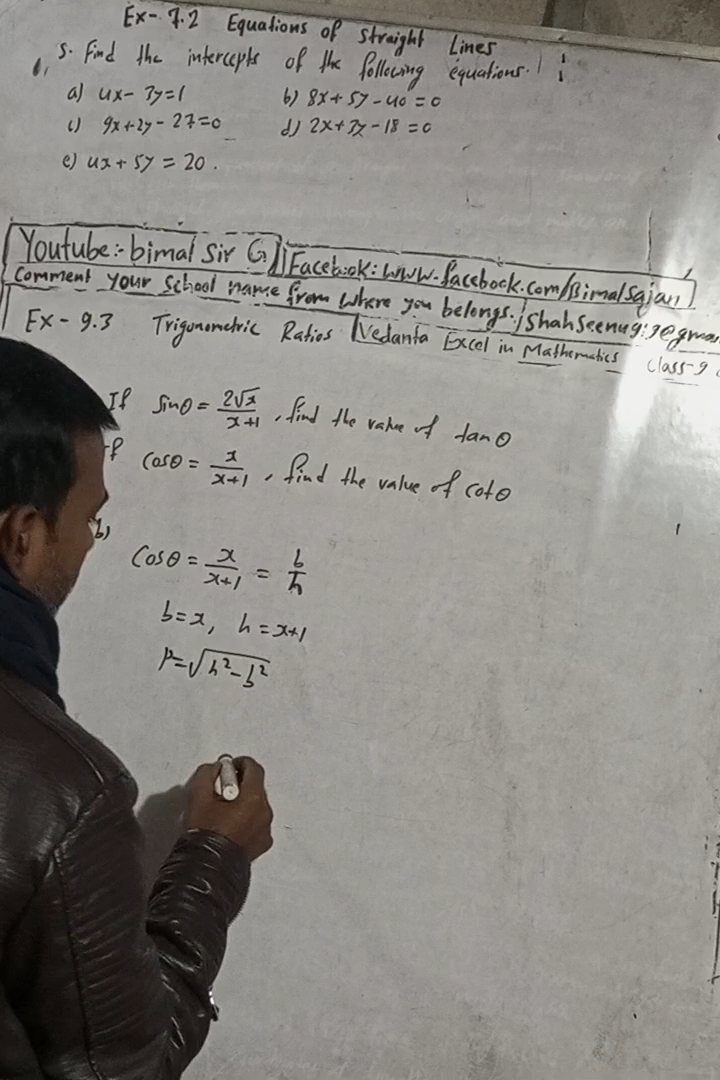 Ex- 7.2 Equations of Straight Lines
5. Find the intercepts of the following equations.
a) 4x - 3y = 1 b) 8x + 5y - 40 = 0
c) 9x + 2y - 27 = 0 d) 2x + 3y - 18 = 0
e) 4x + 5y = 20.
Youtube:- bimal Sir G Facebook: www.facebook.com/Bimalsajan
Comment your School name from where you belongs.
Ex - 9.3 Trigonometric Ratios Vedanta Excel in Mathematics Class-9
If Sinθ = 2√x/x+1, find the value of tanθ
If Cosθ = x/x+1, find the value of cotθ
b)
Cosθ = x/x+1 = b/h
b = x, h = x+1
p = √h² - b²